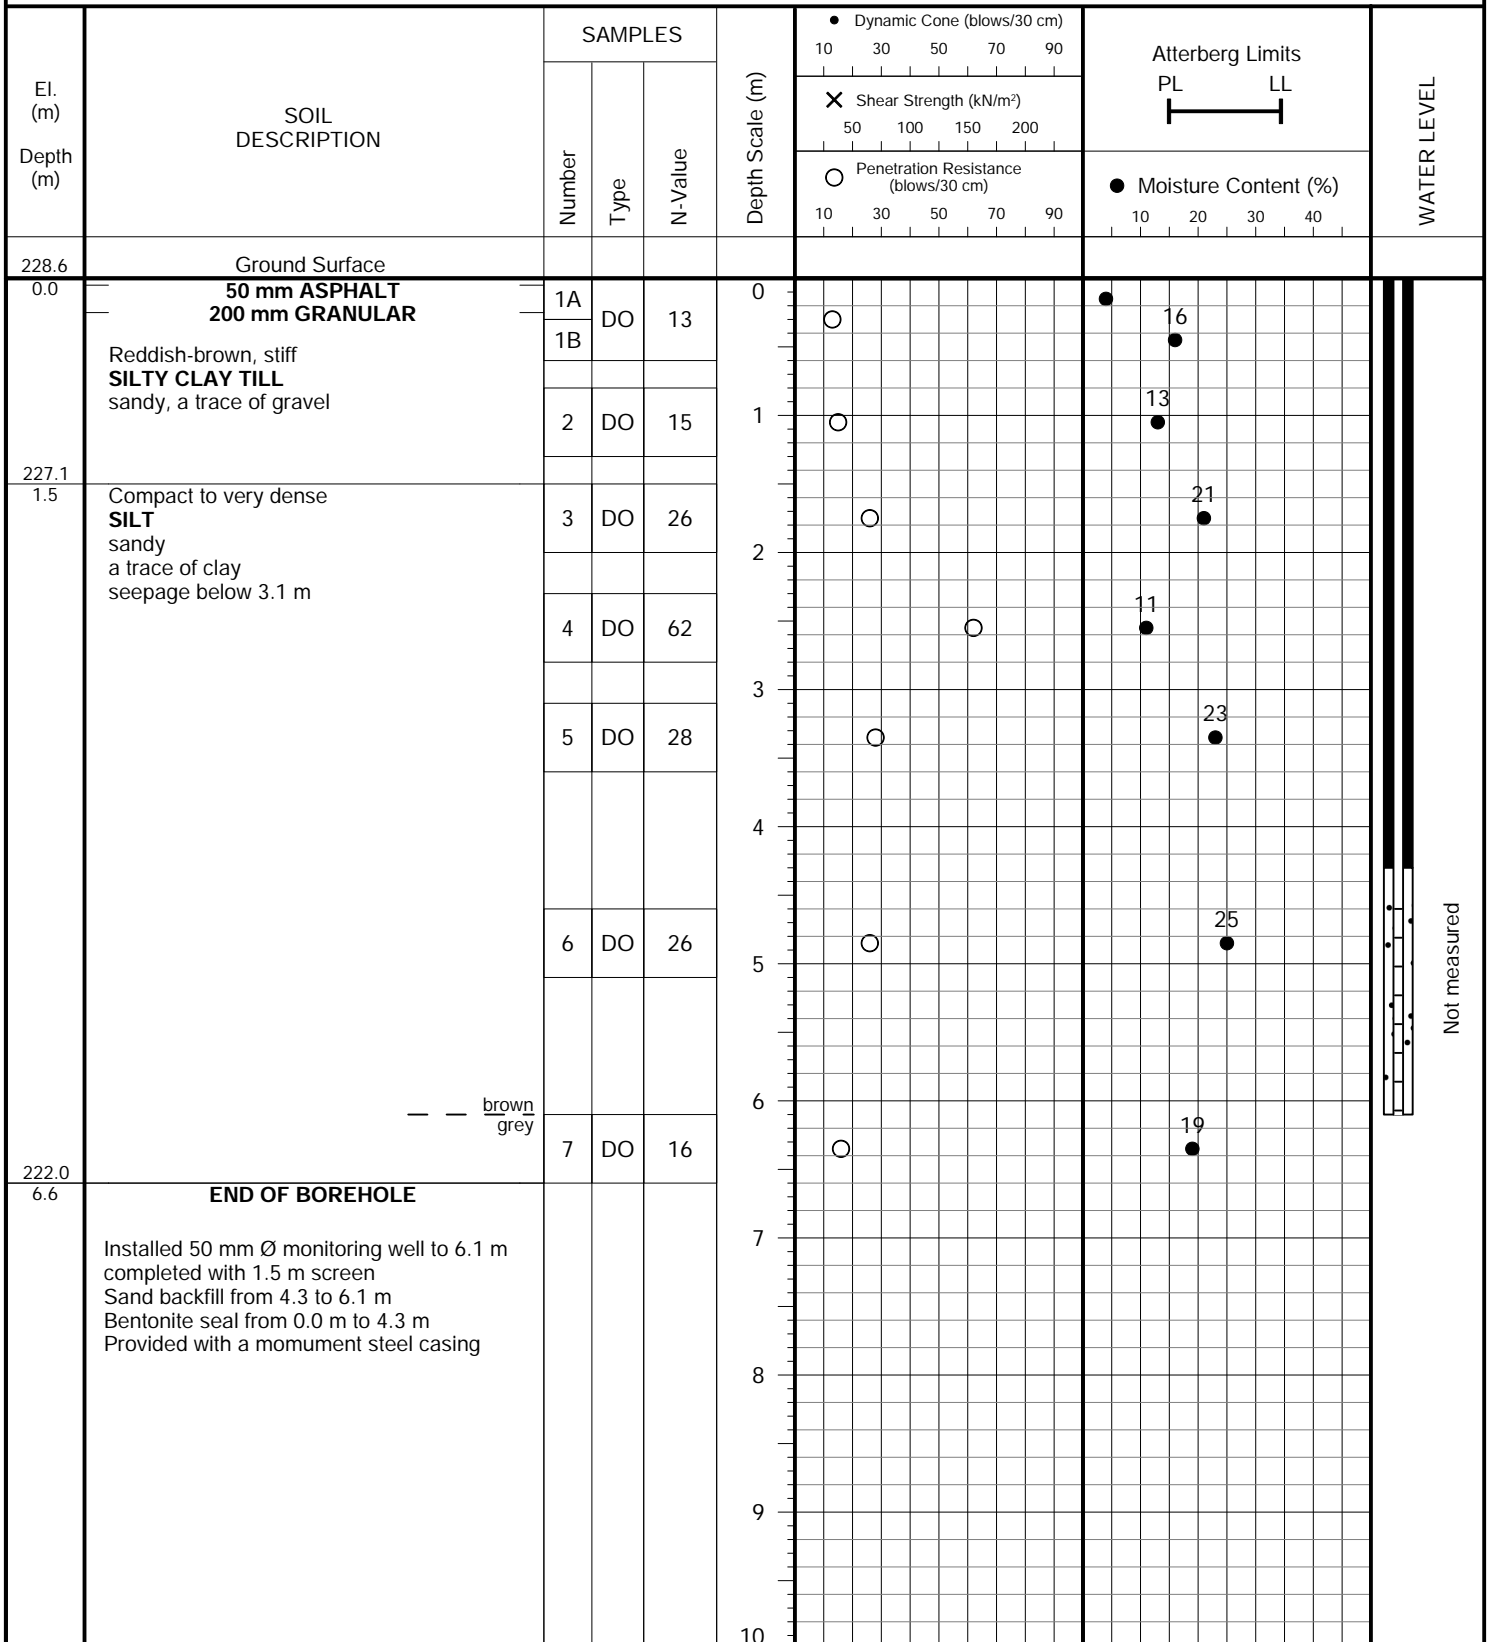 El.
(m)
Depth
(m)
SOIL
DESCRIPTION
SAMPLES
Number
Type
N-Value
Depth Scale (m)
Dynamic Cone (blows/30 cm)
10 30 50 70 90
Shear Strength (kN/m²)
50 100 150 200
Penetration Resistance
(blows/30 cm)
10 30 50 70 90
Atterberg Limits
PL LL
Moisture Content (%)
10 20 30 40
WATER LEVEL
228.6 Ground Surface
0.0 50 mm ASPHALT
200 mm GRANULAR
Reddish-brown, stiff
SILTY CLAY TILL
sandy, a trace of gravel
1A
1B
DO 13
2 DO 15
227.1
1.5
Compact to very dense
SILT
sandy
a trace of clay
seepage below 3.1 m
3 DO 26
4 DO 62
5 DO 28
6 DO 26
brown
grey
7 DO 16
222.0
6.6 END OF BOREHOLE
Installed 50 mm Ø monitoring well to 6.1 m
completed with 1.5 m screen
Sand backfill from 4.3 to 6.1 m
Bentonite seal from 0.0 m to 4.3 m
Provided with a momument steel casing
0
1
2
3
4
5
6
7
8
9
10
16
13
21
11
23
25
19
Not measured